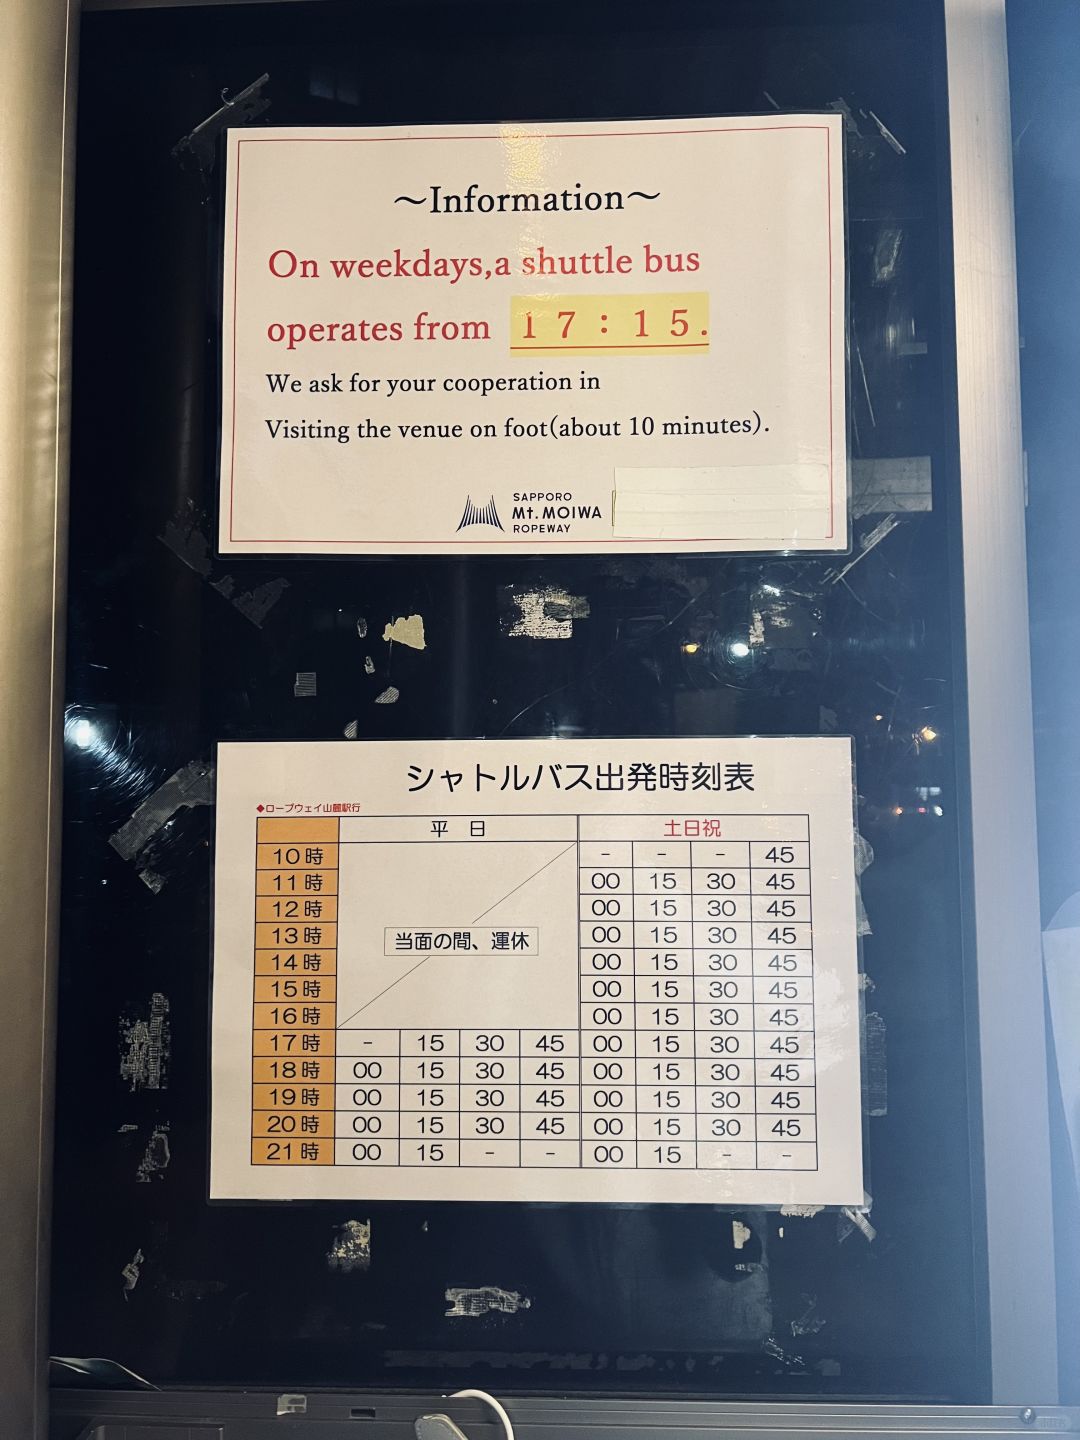 ～Information～
On weekdays,a shuttle bus
operates from 17:15.
We ask for your cooperation in
Visiting the venue on foot(about 10 minutes).
SAPPORO
Mt.MOIWA
ROPEWAY
シャトルバス出発時刻表
◆ロープウェイ山麓駅行
平 日 土日祝
10時 - - - 45
11時 00 15 30 45
12時 00 15 30 45
13時 00 15 30 45
当面の間、運休
14時 00 15 30 45
15時 00 15 30 45
16時 00 15 30 45
17時 - 15 30 45 00 15 30 45
18時 00 15 30 45 00 15 30 45
19時 00 15 30 45 00 15 30 45
20時 00 15 30 45 00 15 30 45
21時 00 15 - - 00 15 - -